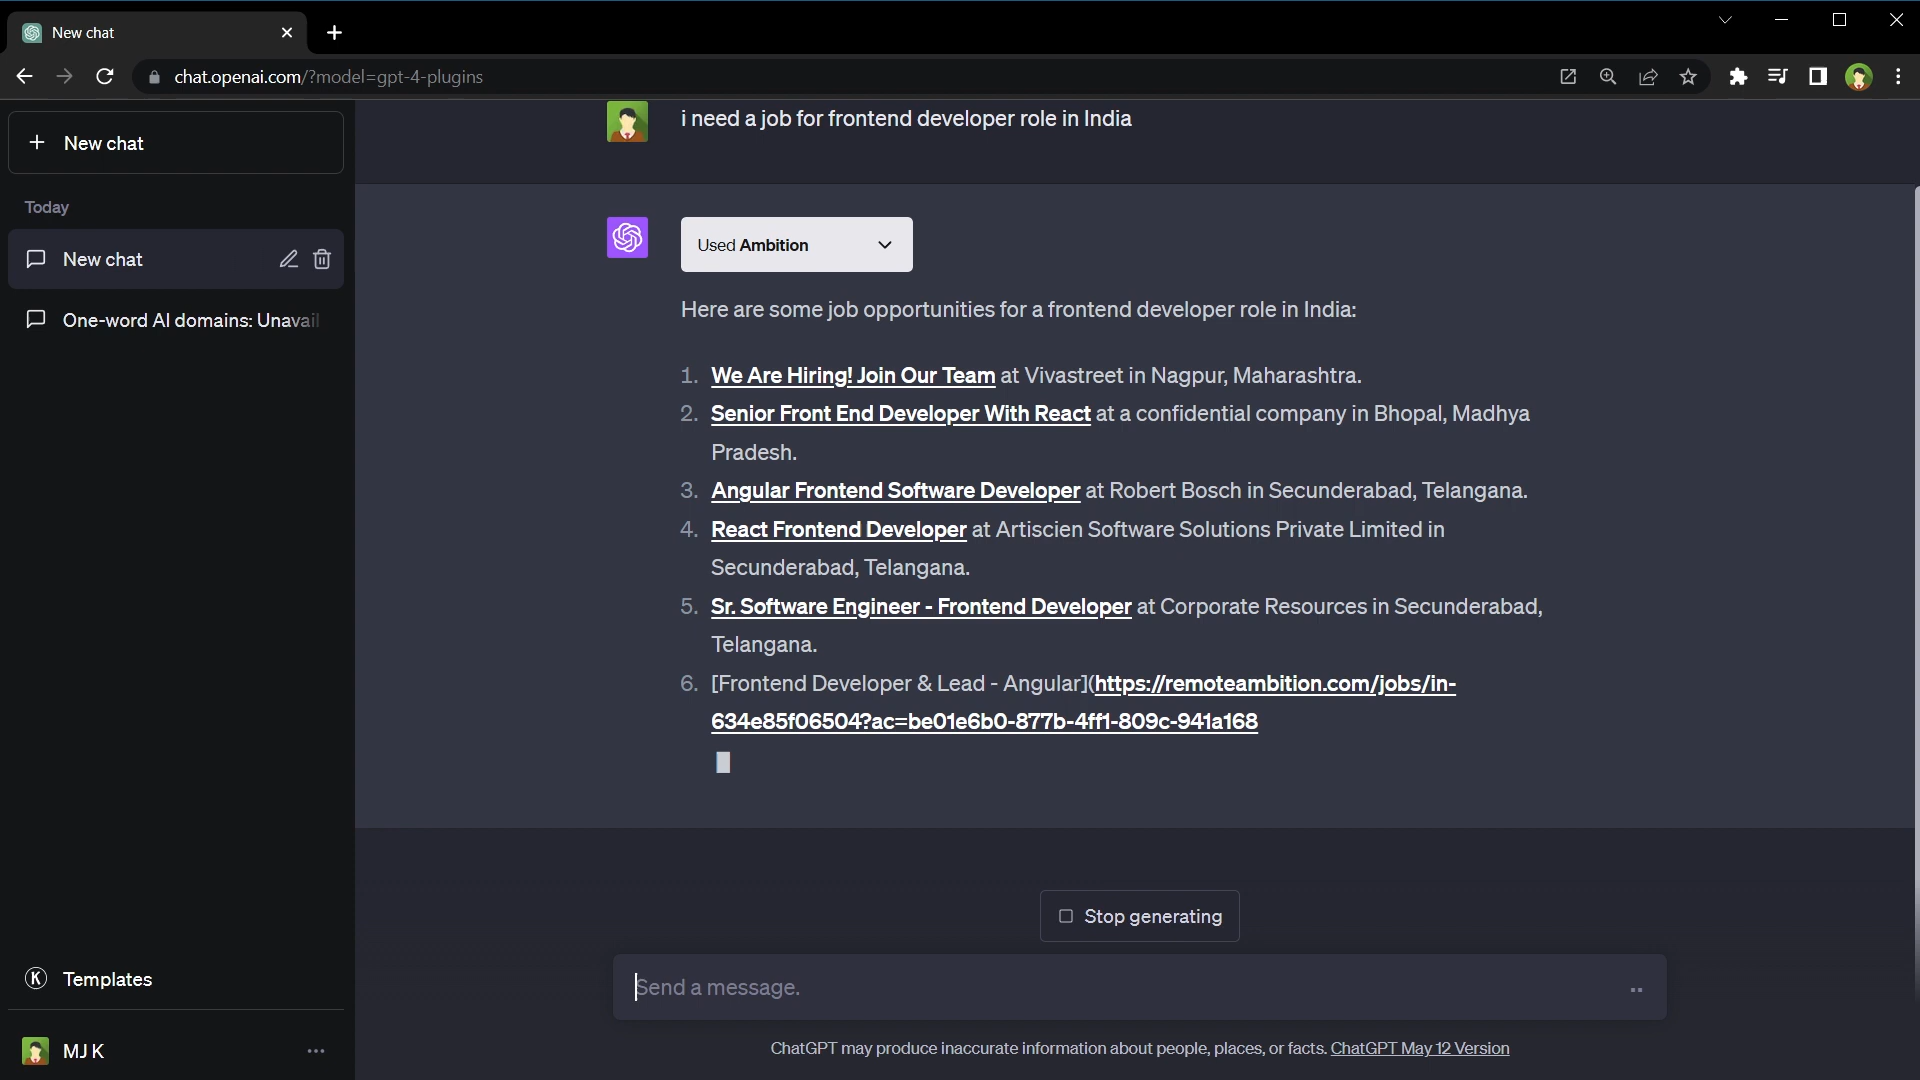 New chat
chat.openai.com/?model=gpt-4-plugins
New chat
Today
New chat
One-word AI domains: Unavail
Templates
MJ K
i need a job for frontend developer role in India
Used Ambition
Here are some job opportunities for a frontend developer role in India:
1. We Are Hiring! Join Our Team at Vivastreet in Nagpur, Maharashtra.
2. Senior Front End Developer With React at a confidential company in Bhopal, Madhya
Pradesh.
3. Angular Frontend Software Developer at Robert Bosch in Secunderabad, Telangana.
4. React Frontend Developer at Artiscien Software Solutions Private Limited in
Secunderabad, Telangana.
5. Sr. Software Engineer - Frontend Developer at Corporate Resources in Secunderabad,
Telangana.
6. [Frontend Developer & Lead - Angular](https://remoteambition.com/jobs/in-
634e85f06504?ac=be01e6b0-877b-4ff1-809c-941a168
Stop generating
Send a message.
ChatGPT may produce inaccurate information about people, places, or facts. ChatGPT May 12 Version